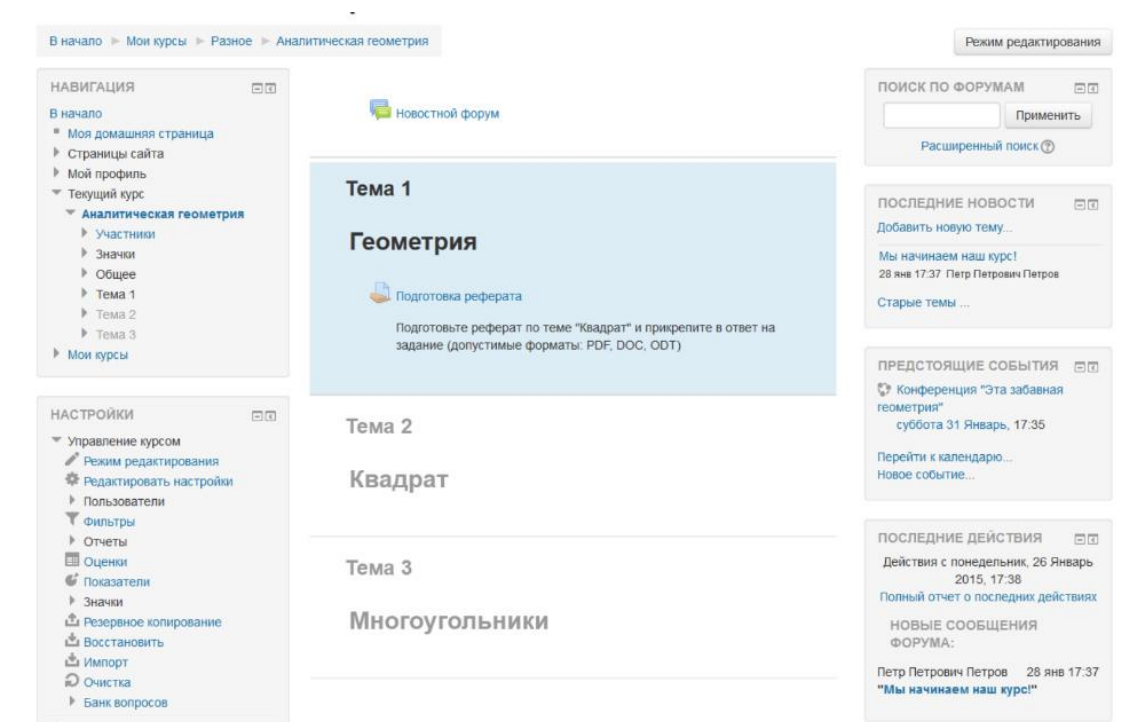 В начало ► Мои курсы ► Разное ► Аналитическая геометрия
Режим редактирования
НАВИГАЦИЯ
В начало
Моя домашняя страница
Страницы сайта
Мой профиль
Текущий курс
Аналитическая геометрия
Участники
Значки
Общее
Тема 1
Тема 2
Тема 3
Мои курсы
НАСТРОЙКИ
Управление курсом
Режим редактирования
Редактировать настройки
Пользователи
Фильтры
Отчеты
Оценки
Показатели
Значки
Резервное копирование
Восстановить
Импорт
Очистка
Банк вопросов
Новостной форум
Тема 1
Геометрия
Подготовка реферата
Подготовьте реферат по теме "Квадрат" и прикрепите в ответ на
задание (допустимые форматы: PDF, DOC, ODT)
Тема 2
Квадрат
Тема 3
Многоугольники
ПОИСК ПО ФОРУМАМ
Применить
Расширенный поиск
ПОСЛЕДНИЕ НОВОСТИ
Добавить новую тему...
Мы начинаем наш курс!
28 янв 17:37 Петр Петрович Петров
Старые темы ...
ПРЕДСТОЯЩИЕ СОБЫТИЯ
Конференция "Эта забавная
геометрия"
суббота 31 Январь, 17:35
Перейти к календарю...
Новое событие...
ПОСЛЕДНИЕ ДЕЙСТВИЯ
Действия с понедельник, 26 Январь
2015, 17:38
Полный отчет о последних действиях
НОВЫЕ СООБЩЕНИЯ
ФОРУМА:
Петр Петрович Петров 28 янв 17:37
"Мы начинаем наш курс!"